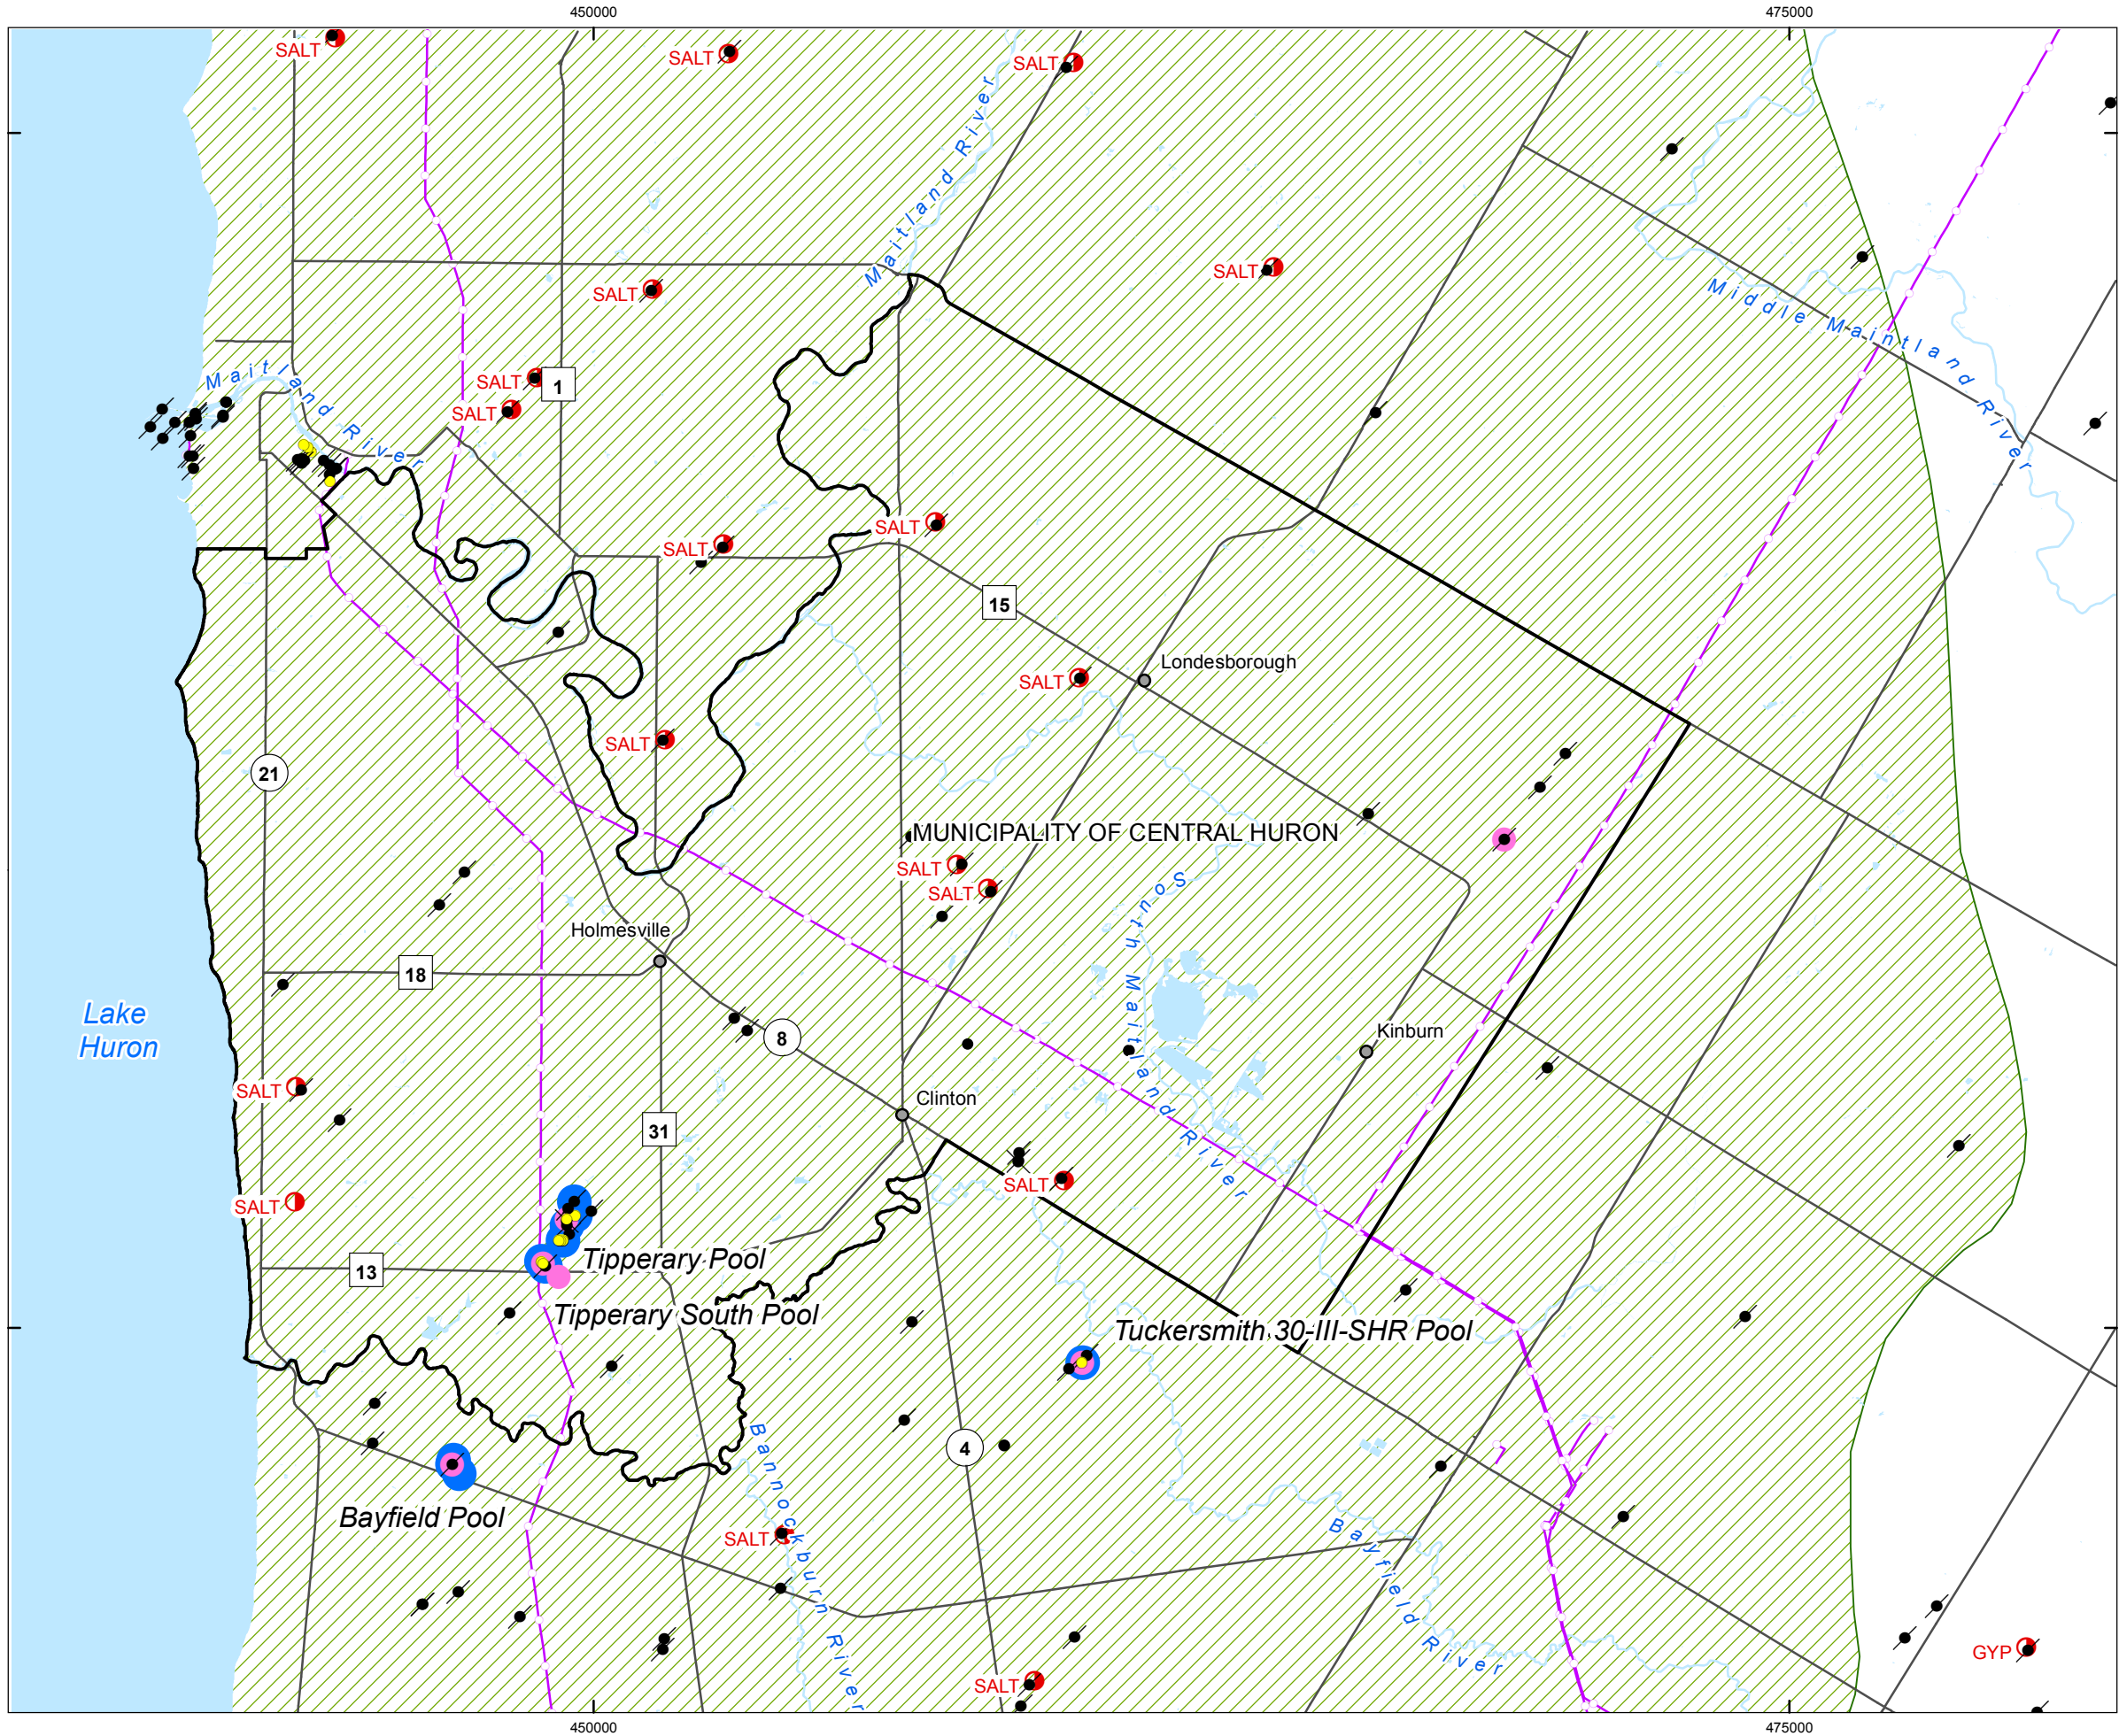 450000
475000
SALT
SALT
SALT
Maitland River
SALT
SALT
Middle Maintland River
Maitland River
SALT
1
SALT
SALT
SALT
15
Londesborough
SALT
SALT
21
MUNICIPALITY OF CENTRAL HURON
SALT
SALT
South Maitland River
Holmesville
18
Lake
Huron
8
Kinburn
SALT
Clinton
31
SALT
SALT
Tipperary Pool
13
Tipperary South Pool
Tuckersmith 30-III-SHR Pool
4
Bannockburn River
Bayfield Pool
SALT
Bayfield River
GYP
SALT
450000
475000